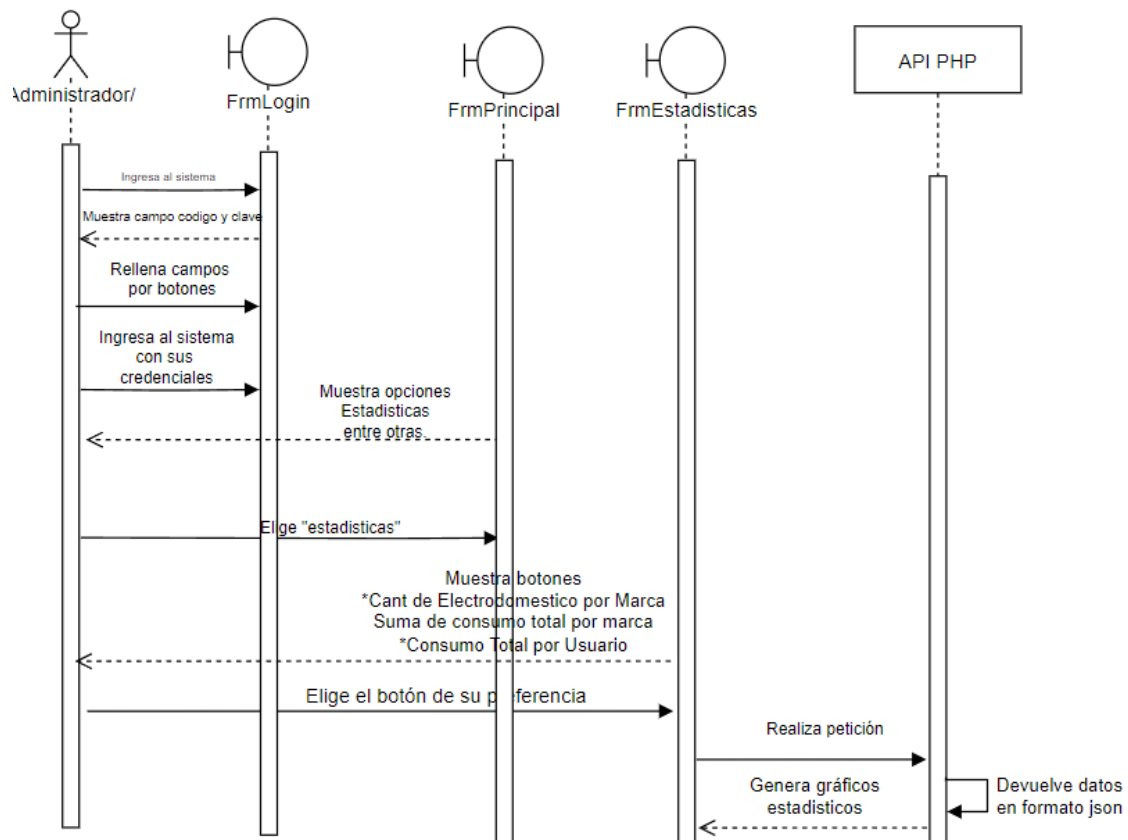 Administrador/
FrmLogin
FrmPrincipal
FrmEstadisticas
API PHP
Ingresa al sistema
Muestra campo codigo y clave
Rellena campos
por botones
Ingresa al sistema
con sus
credenciales
Muestra opciones
Estadisticas
entre otras.
Elige "estadisticas"
Muestra botones
*Cant de Electrodomestico por Marca
Suma de consumo total por marca
*Consumo Total por Usuario
Elige el botón de su preferencia
Realiza petición
Devuelve datos
en formato json
Genera gráficos
estadisticos